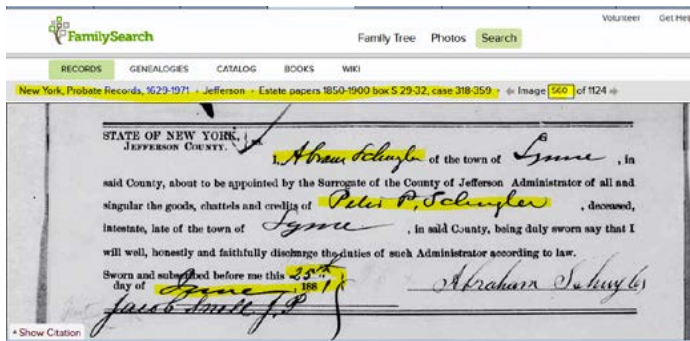 Volunteer Get Help
FamilySearch
Family Tree Photos Search
RECORDS GENEALOGIES CATALOG BOOKS WIKI
New York, Probate Records, 1629-1971 › Jefferson › Estate papers 1850-1900 box S 29-32, case 318-359 › Image 560 of 1124
STATE OF NEW YORK,
JEFFERSON COUNTY.
I, Abram Schuyler of the town of Lyme, in
said County, about to be appointed by the Surrogate of the County of Jefferson Administrator of all and
singular the goods, chattels and credits of Peter P. Schuyler, deceased,
intestate, late of the town of Lyme, in said County, being duly sworn say that I
will well, honestly and faithfully discharge the duties of such Administrator according to law.
Sworn and subscribed before me this 25th
day of June, 1881
Abraham Schuyler
Jacob Snell J.P
Show Citation